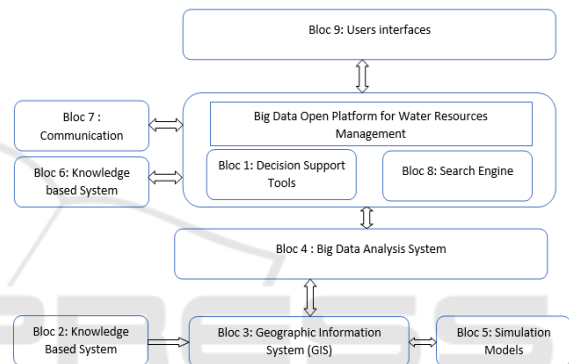 Bloc 9: Users interfaces
Bloc 7 :
Communication
Big Data Open Platform for Water Resources
Management
Bloc 6: Knowledge
based System
Bloc 1: Decision Support
Tools
Bloc 8: Search Engine
Bloc 4 : Big Data Analysis System
Bloc 2: Knowledge
Based System
Bloc 3: Geographic Information
System (GIS)
Bloc 5: Simulation
Models